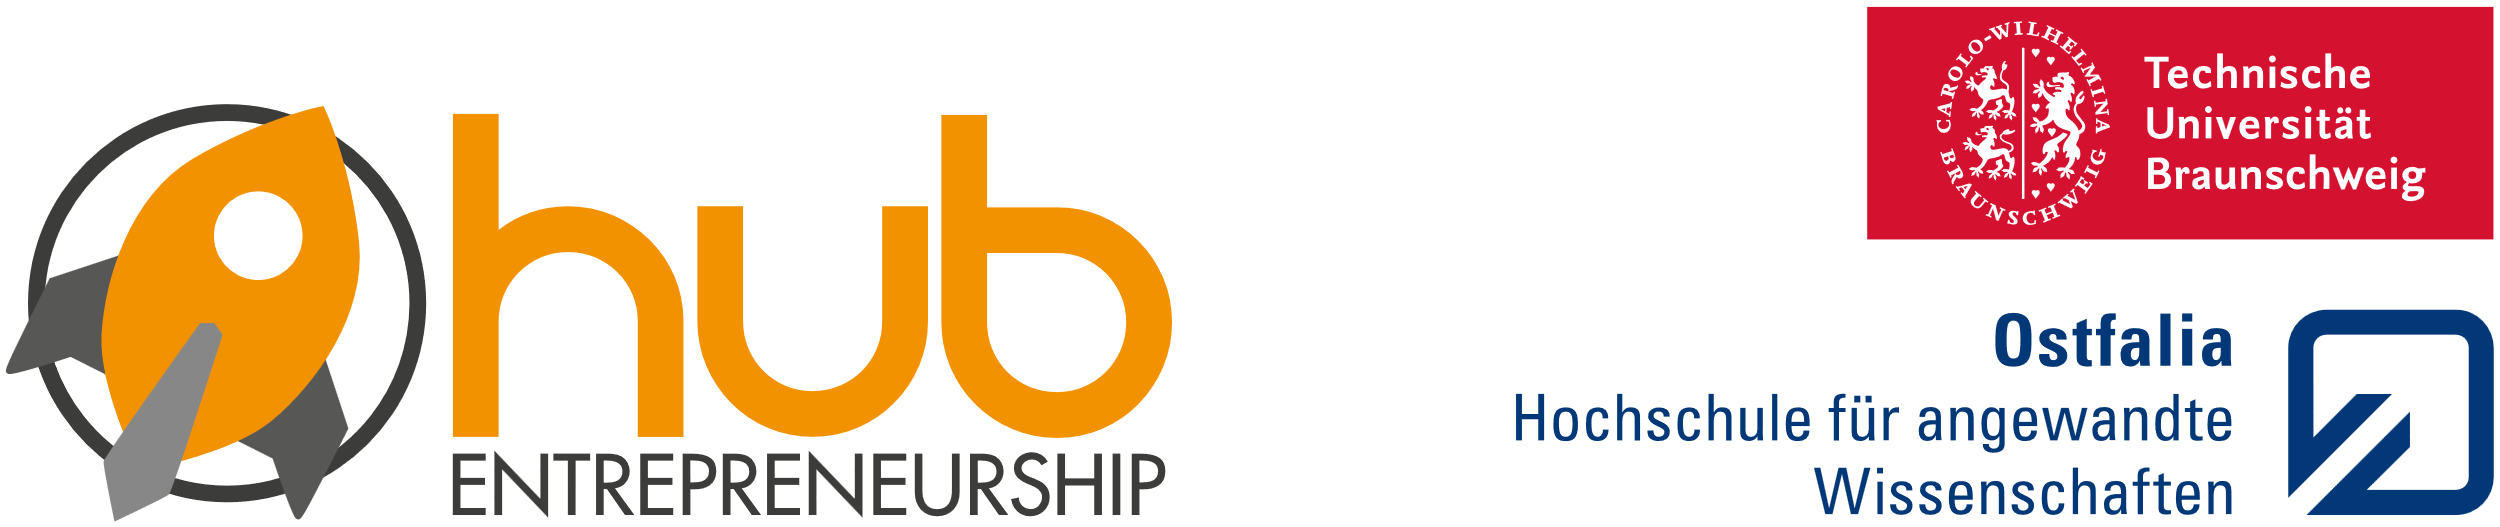 hub
ENTREPRENEURSHIP
CAROLO-WILHELMINA
BRAUNSCHWEIG
Technische
Universität
Braunschweig
Ostfalia
Hochschule für angewandte
Wissenschaften